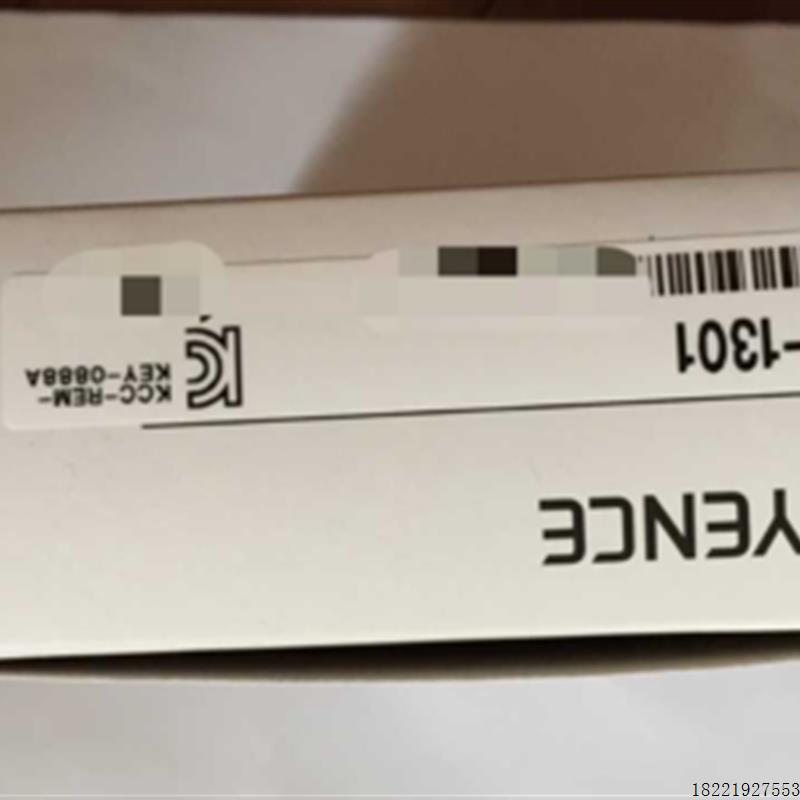 YENCE
-1301
KCC-REM-
KEY-0888A
18221927553